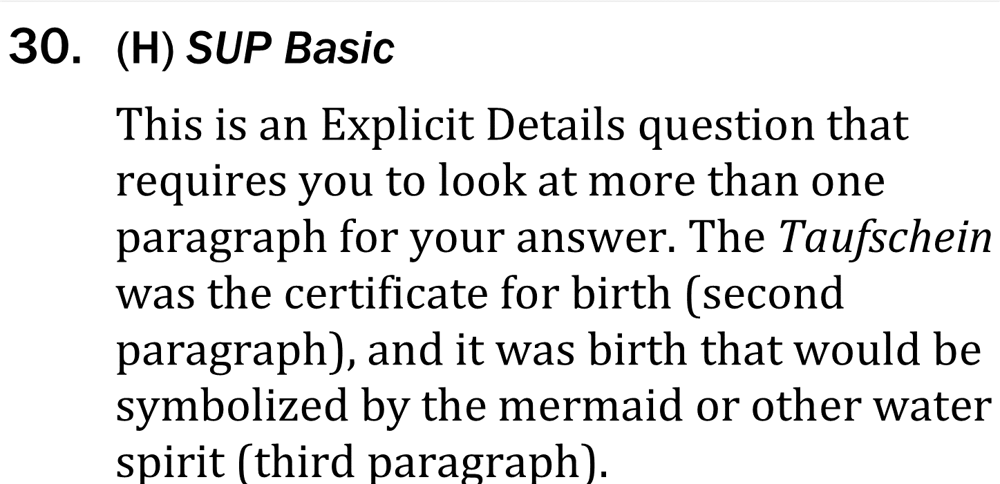 30. (H) SUP Basic
This is an Explicit Details question that
requires you to look at more than one
paragraph for your answer. The Taufschein
was the certificate for birth (second
paragraph), and it was birth that would be
symbolized by the mermaid or other water
spirit (third paragraph).